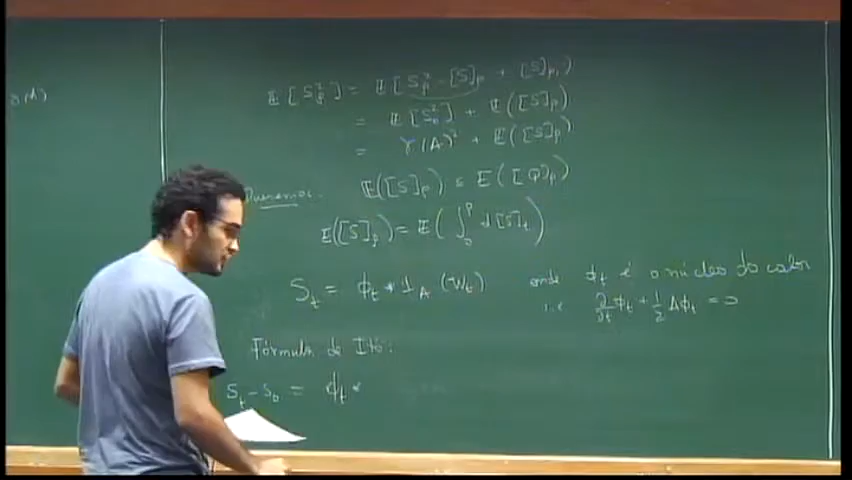 E[S_p^2] = E[S_p^2 - [S]_p + [S]_p]
= E[S_0^2] + E([S]_p)
= γ(A)^2 + E([S]_p)
Queremos: E([S]_p) ≤ E([Q]_p)
E([S]_p) = E(∫_0^p d[S]_t)
S_t = φ_t * 1_A (W_t) onde φ_t é o núcleo do calor
i.e ∂/∂t φ_t + 1/2 Δφ_t = 0
Fórmula de Itô:
S_t - S_0 = φ_t *